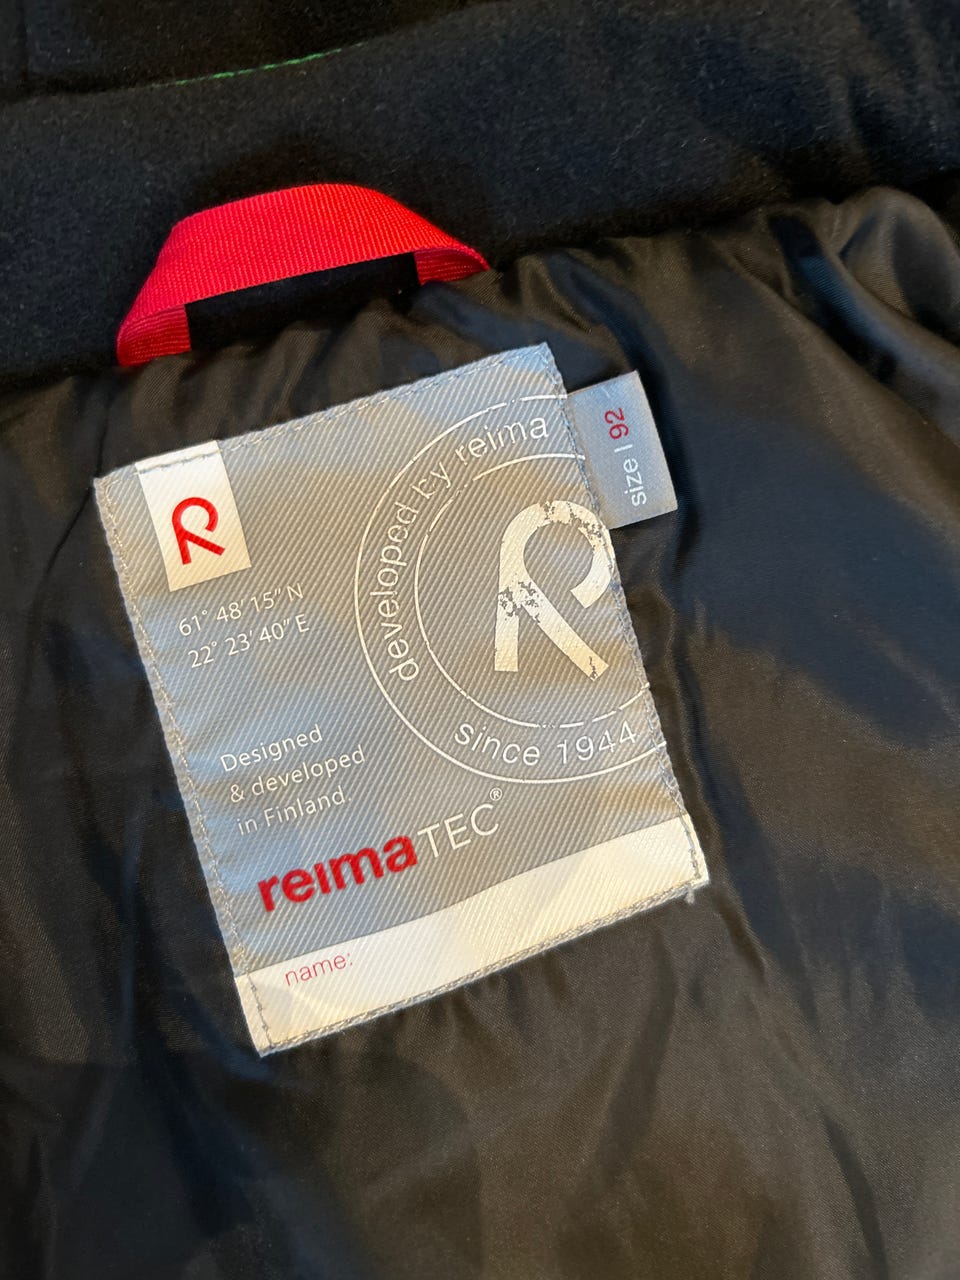 size | 92
developed by reima
since 1944
61° 48' 15" N
22° 23' 40" E
Designed
& developed
in Finland.
reimaTEC®
name: